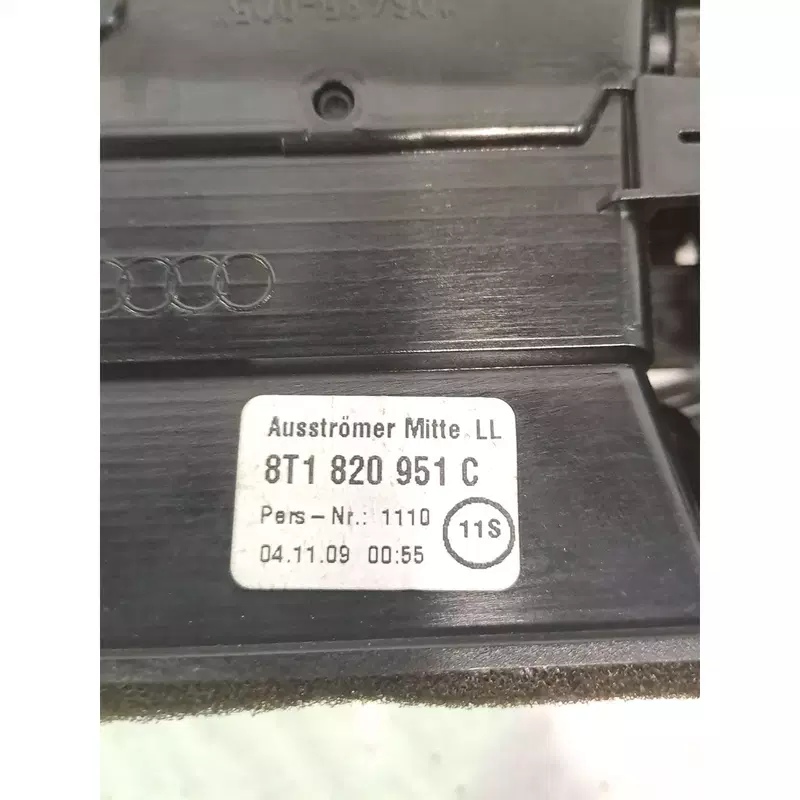 Ausströmer Mitte LL
8T1 820 951 C
Pers-Nr.: 1110
11S
04.11.09 00:55